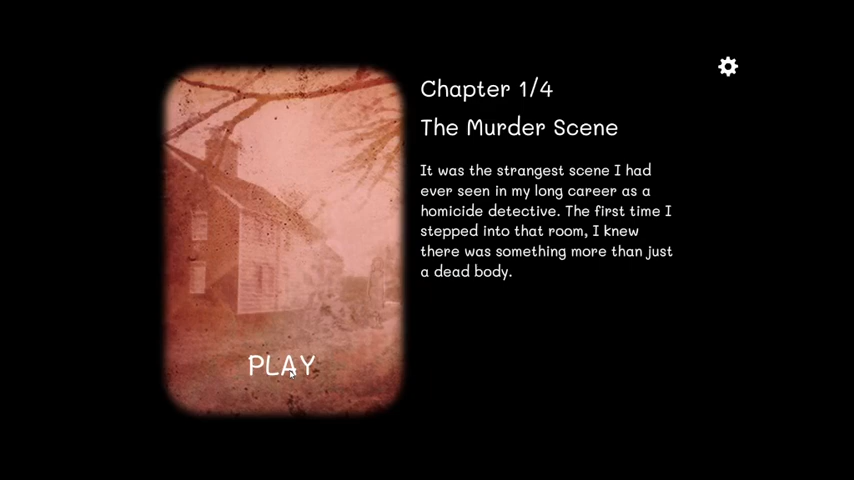 Chapter 1/4
The Murder Scene
It was the strangest scene I had
ever seen in my long career as a
homicide detective. The first time I
stepped into that room, I knew
there was something more than just
a dead body.
PLAY